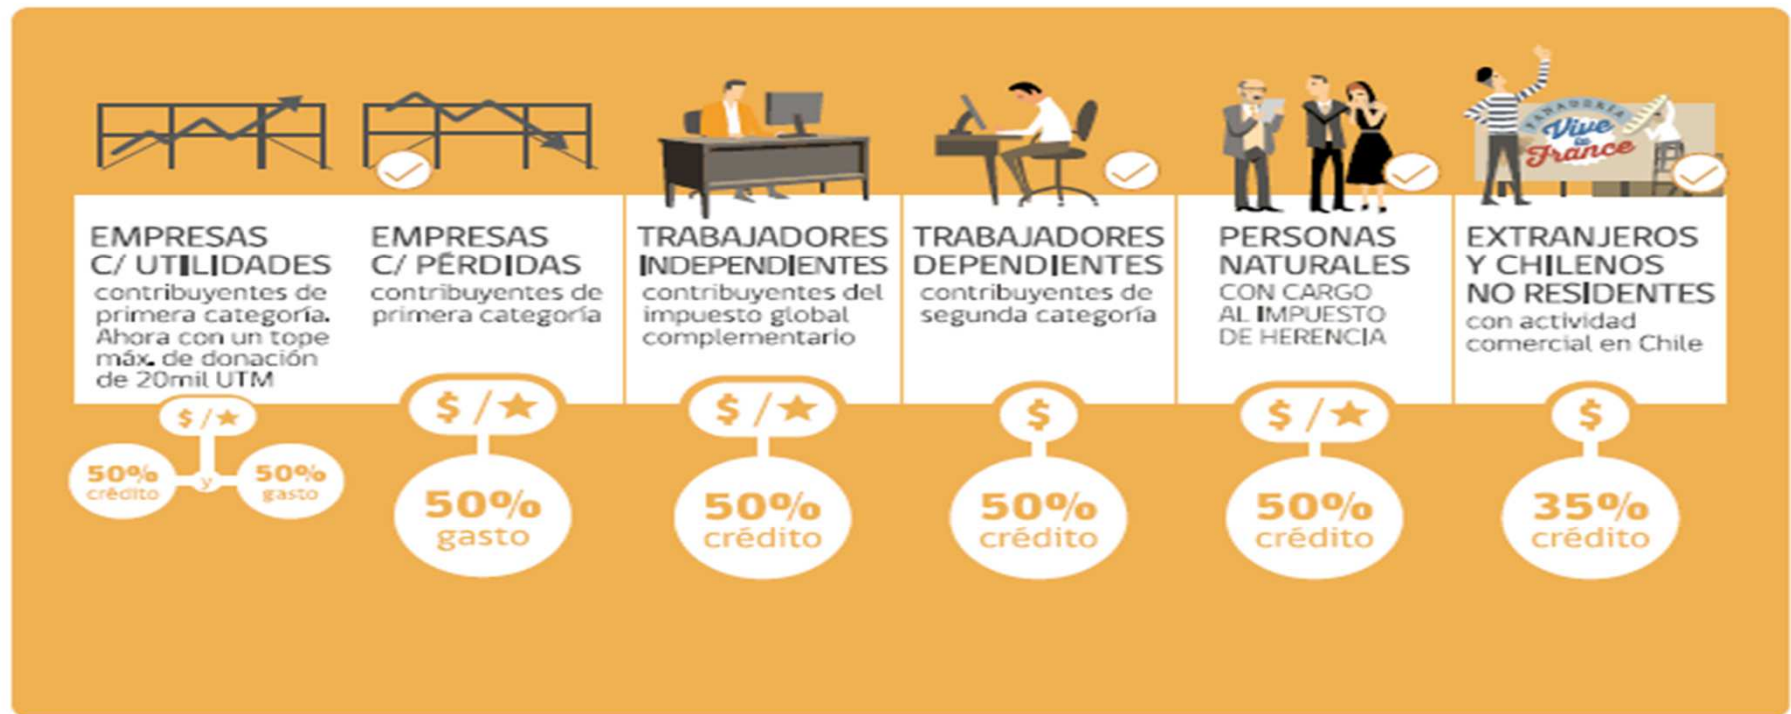 PANADERÍA
Vive
la
France
EMPRESAS
C/ UTILIDADES
contribuyentes de
primera categoría.
Ahora con un tope
máx. de donación
de 20mil UTM
$ / ★
50%
crédito
y
50%
gasto
EMPRESAS
C/ PÉRDIDAS
contribuyentes de
primera categoría
$ / ★
50%
gasto
TRABAJADORES
INDEPENDIENTES
contribuyentes del
impuesto global
complementario
$ / ★
50%
crédito
TRABAJADORES
DEPENDIENTES
contribuyentes de
segunda categoría
$
50%
crédito
PERSONAS
NATURALES
CON CARGO
AL IMPUESTO
DE HERENCIA
$ / ★
50%
crédito
EXTRANJEROS
Y CHILENOS
NO RESIDENTES
con actividad
comercial en Chile
$
35%
crédito